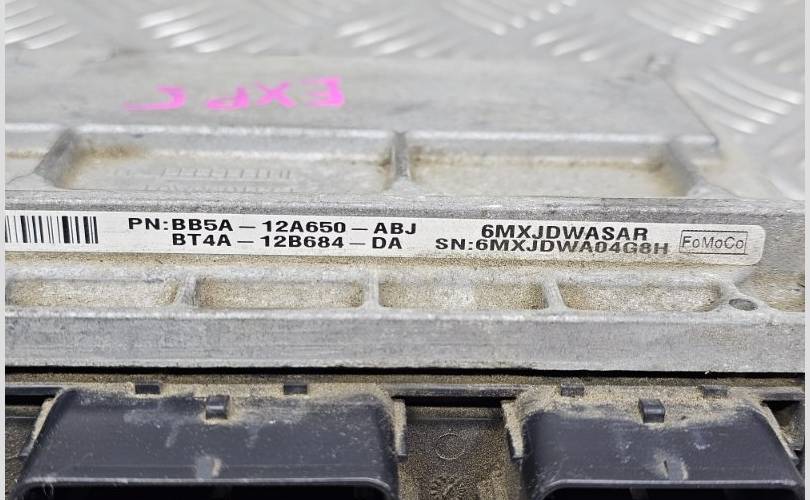 EXP C
PN:BB5A-12A650-ABJ 6MXJDWASAR
BT4A-12B684-DA SN:6MXJDWA04G8H
FoMoCo